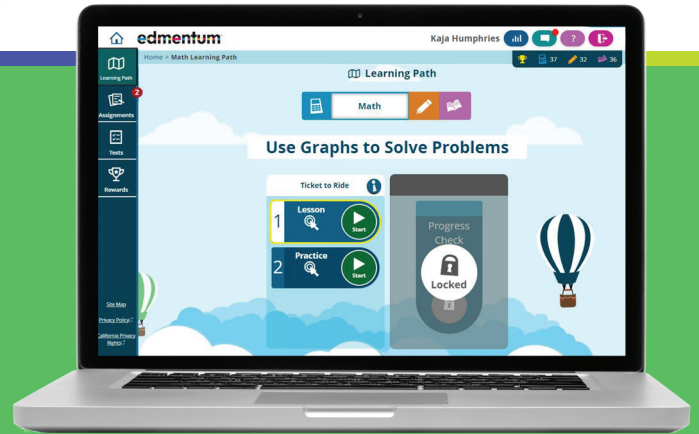 edmentum
Kaja Humphries
?
Home > Math Learning Path
37 32 36
Learning Path
Learning Path
2
Assignments
Math
Tests
Use Graphs to Solve Problems
Rewards
Ticket to Ride
i
1 Lesson Start
2 Practice Start
Progress
Check
Locked
Site Map
Privacy Policy
California Privacy
Rights